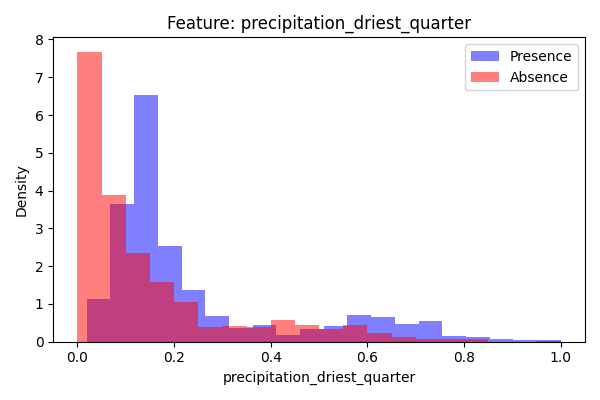 Feature: precipitation_driest_quarter
Presence
Absence
Density
8
7
6
5
4
3
2
1
0
0.0 0.2 0.4 0.6 0.8 1.0
precipitation_driest_quarter